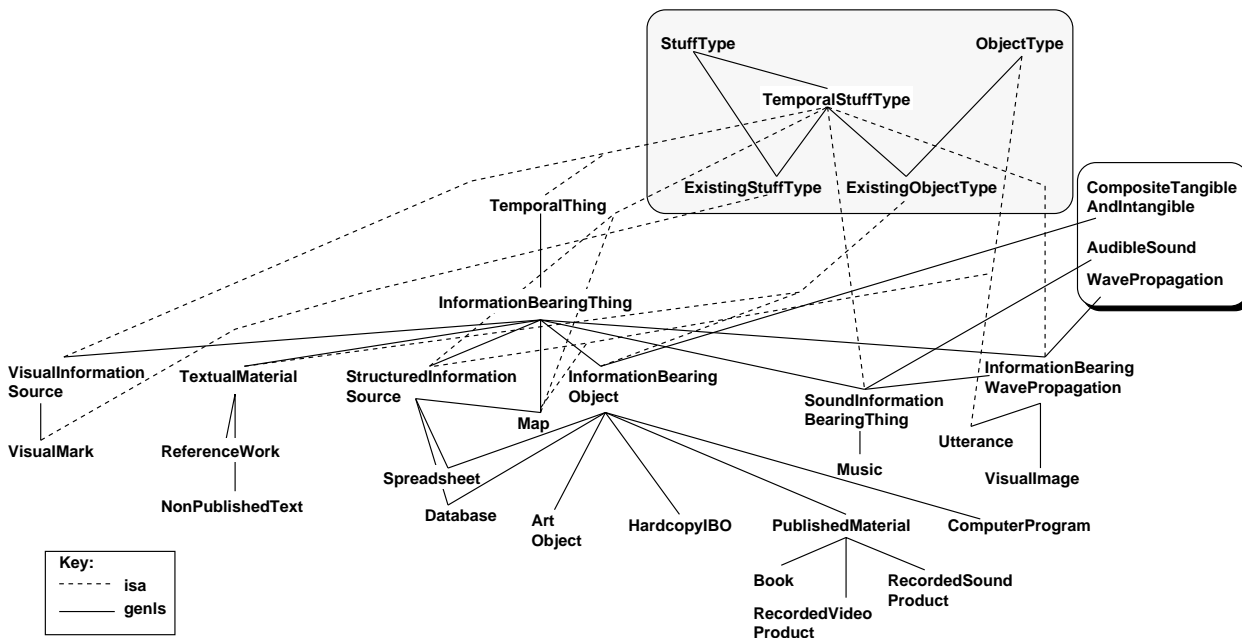 StuffType
ObjectType
TemporalStuffType
ExistingStuffType
ExistingObjectType
CompositeTangible
AndIntangible
AudibleSound
WavePropagation
TemporalThing
InformationBearingThing
VisualInformation
Source
TextualMaterial
StructuredInformation
Source
InformationBearing
Object
SoundInformation
BearingThing
InformationBearing
WavePropagation
Map
VisualMark
ReferenceWork
Utterance
Music
VisualImage
Spreadsheet
NonPublishedText
Database
Art
Object
HardcopyIBO
PublishedMaterial
ComputerProgram
Book
RecordedVideo
Product
RecordedSound
Product
Key:
isa
genls